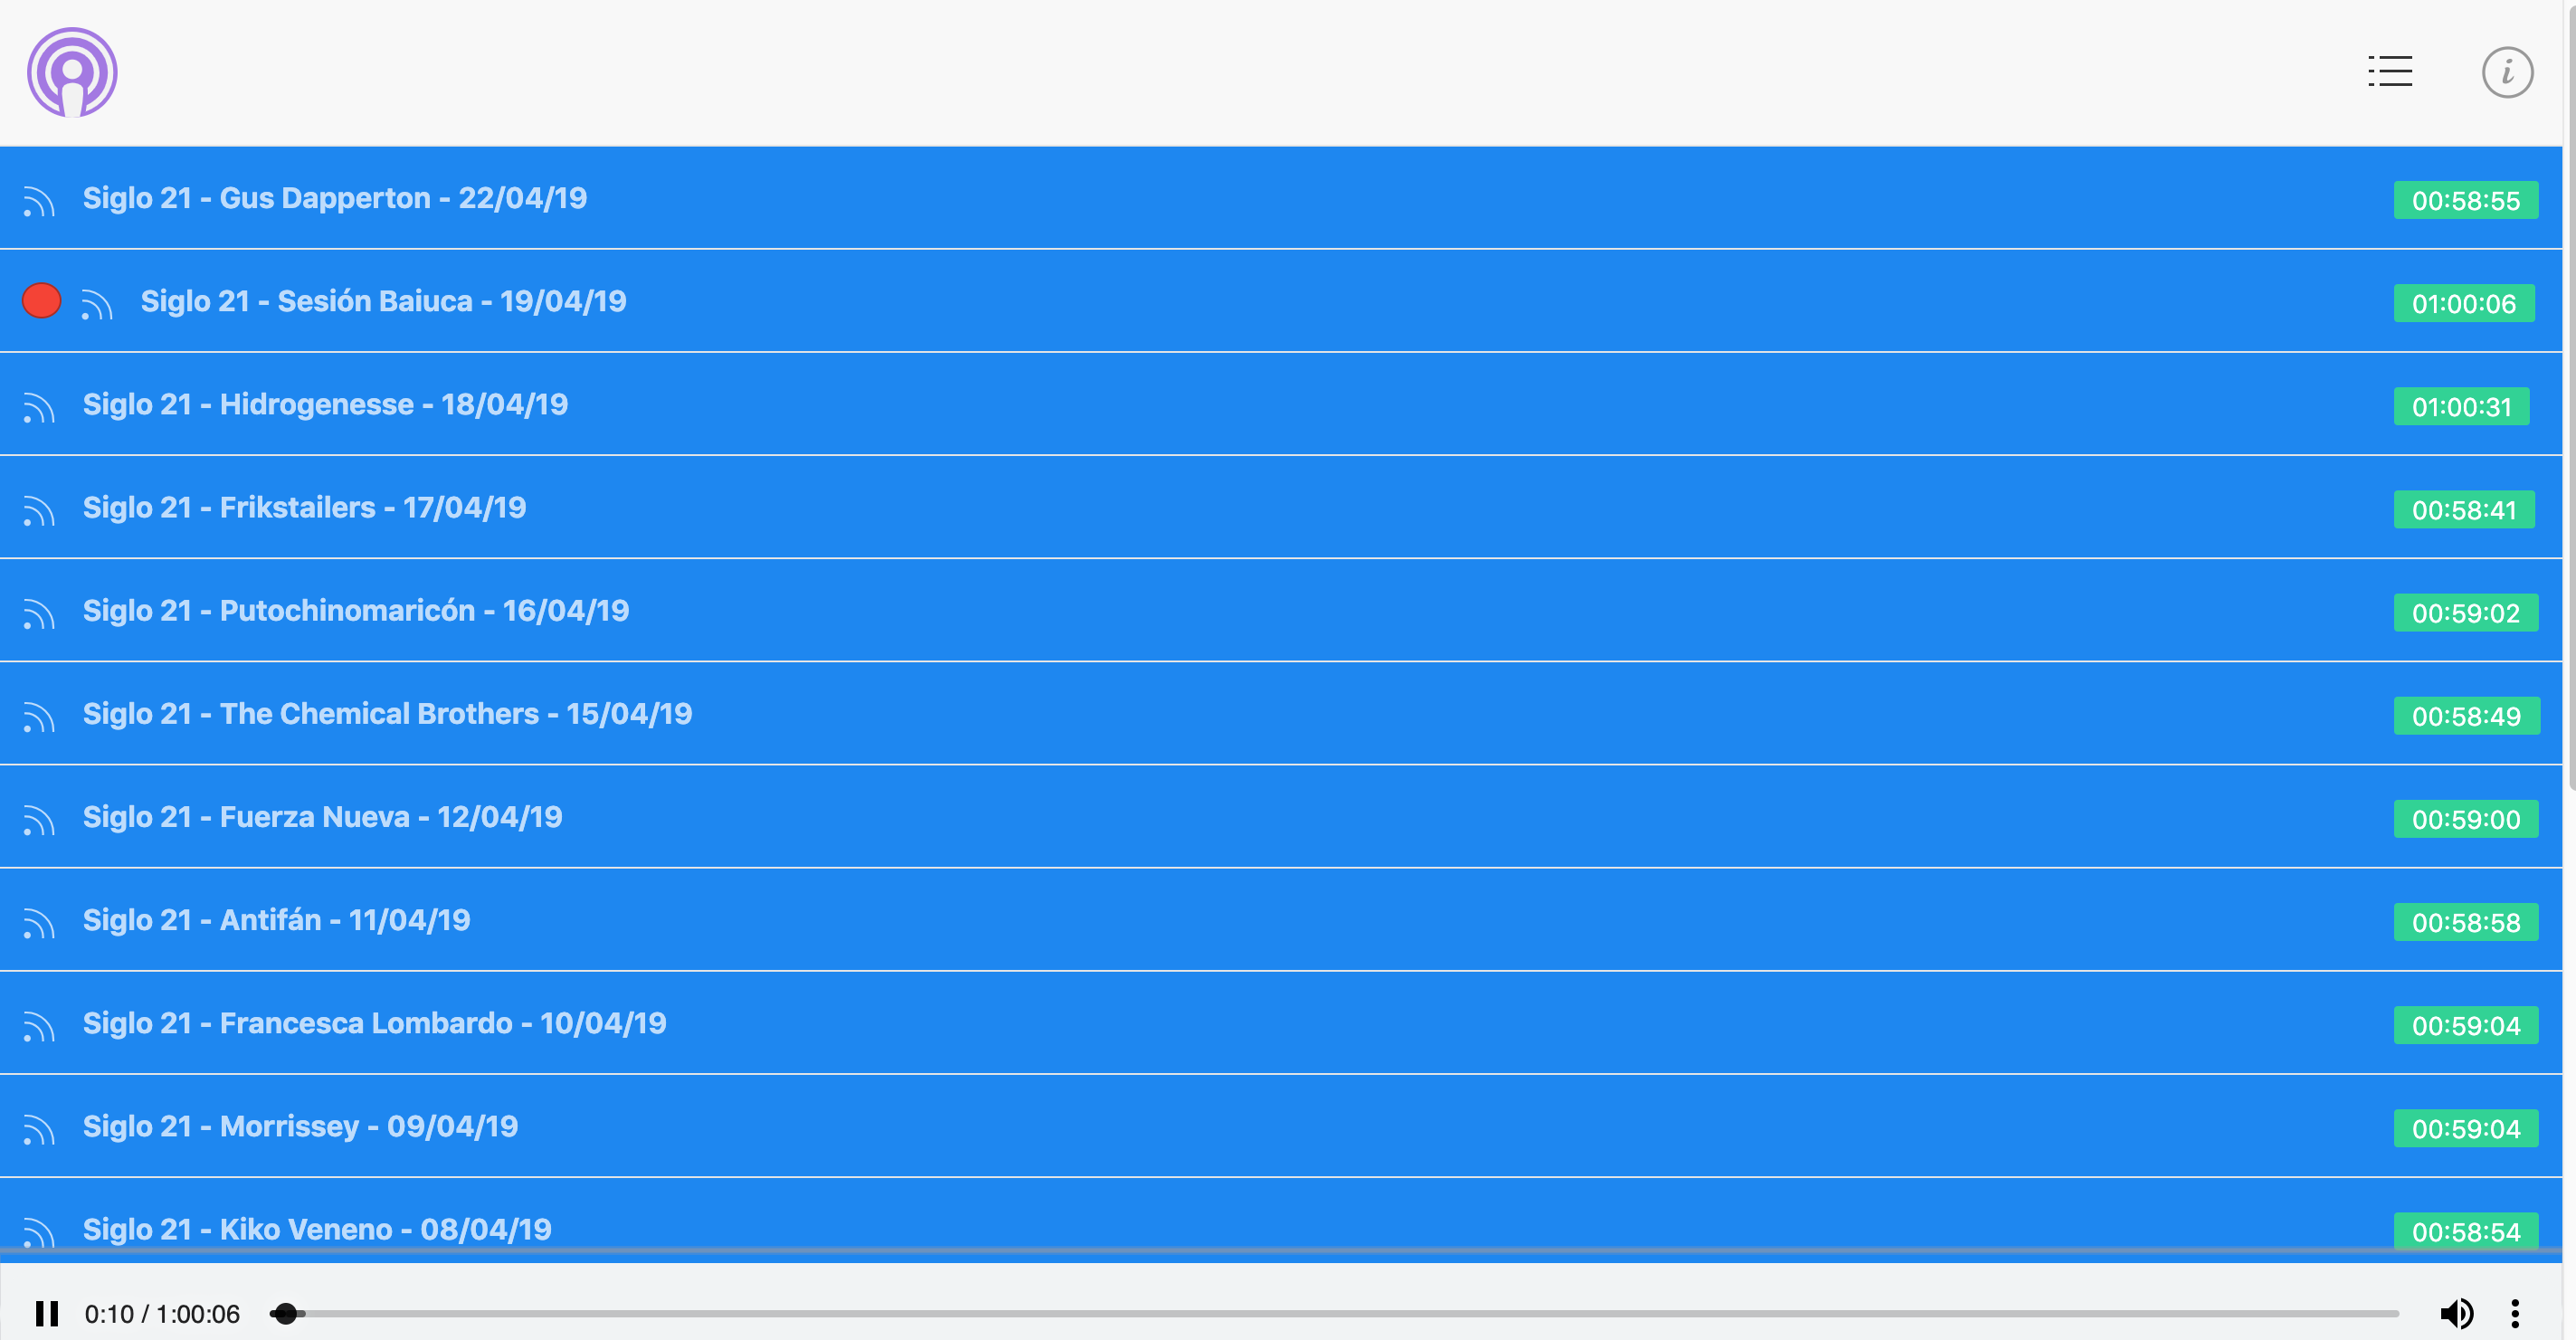 Siglo 21 - Gus Dapperton - 22/04/19 00:58:55
Siglo 21 - Sesión Baiuca - 19/04/19 01:00:06
Siglo 21 - Hidrogenesse - 18/04/19 01:00:31
Siglo 21 - Frikstailers - 17/04/19 00:58:41
Siglo 21 - Putochinomaricón - 16/04/19 00:59:02
Siglo 21 - The Chemical Brothers - 15/04/19 00:58:49
Siglo 21 - Fuerza Nueva - 12/04/19 00:59:00
Siglo 21 - Antifán - 11/04/19 00:58:58
Siglo 21 - Francesca Lombardo - 10/04/19 00:59:04
Siglo 21 - Morrissey - 09/04/19 00:59:04
Siglo 21 - Kiko Veneno - 08/04/19 00:58:54
0:10 / 1:00:06